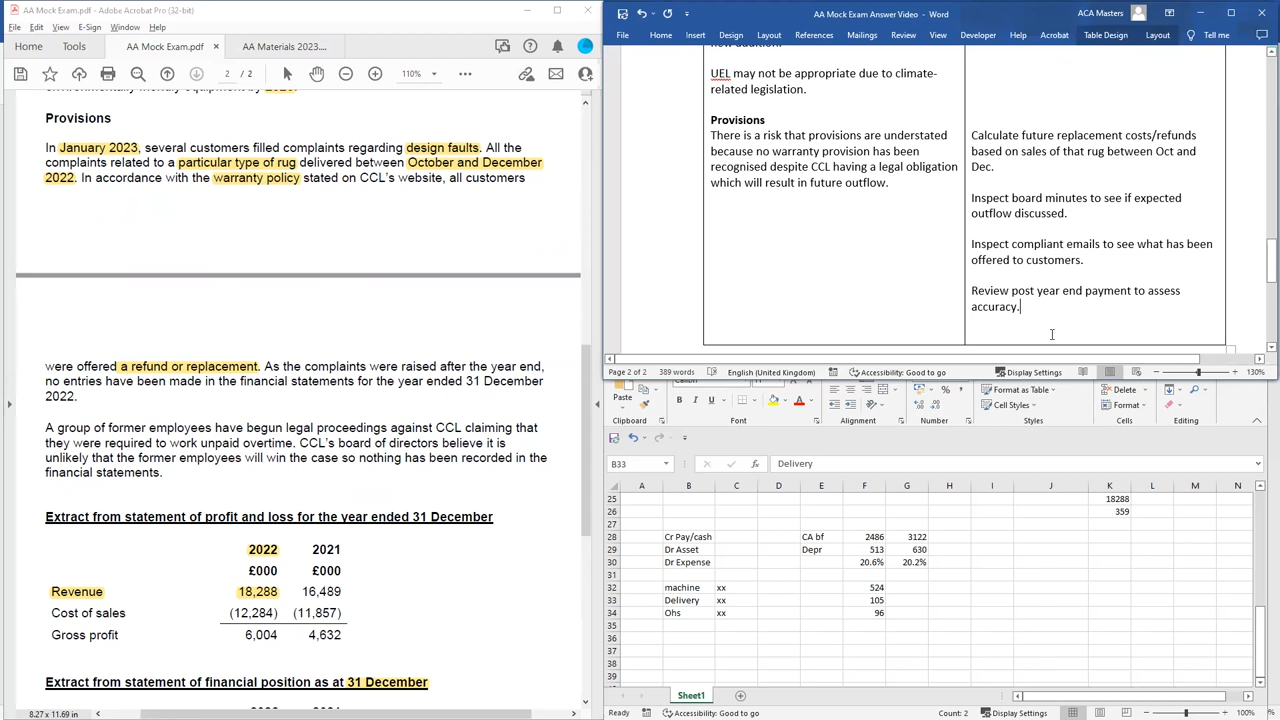 AA Mock Exam.pdf - Adobe Acrobat Pro (32-bit)
File Edit View E-Sign Window Help
Home Tools AA Mock Exam.pdf × AA Materials 2023....
2 / 2 110%
Provisions
In January 2023, several customers filled complaints regarding design faults. All the
complaints related to a particular type of rug delivered between October and December
2022. In accordance with the warranty policy stated on CCL's website, all customers
were offered a refund or replacement. As the complaints were raised after the year end,
no entries have been made in the financial statements for the year ended 31 December
2022.
A group of former employees have begun legal proceedings against CCL claiming that
they were required to work unpaid overtime. CCL's board of directors believe it is
unlikely that the former employees will win the case so nothing has been recorded in the
financial statements.
Extract from statement of profit and loss for the year ended 31 December
2022 2021
£000 £000
Revenue 18,288 16,489
Cost of sales (12,284) (11,857)
Gross profit 6,004 4,632
Extract from statement of financial position as at 31 December
8.27 x 11.69 in
AA Mock Exam Answer Video - Word
ACA Masters
File Home Insert Design Layout References Mailings Review View Developer Help Acrobat Table Design Layout Tell me
UEL may not be appropriate due to climate-
related legislation.
Provisions
There is a risk that provisions are understated
because no warranty provision has been
recognised despite CCL having a legal obligation
which will result in future outflow.
Calculate future replacement costs/refunds
based on sales of that rug between Oct and
Dec.
Inspect board minutes to see if expected
outflow discussed.
Inspect compliant emails to see what has been
offered to customers.
Review post year end payment to assess
accuracy.
Page 2 of 2 389 words English (United Kingdom) Accessibility: Good to go Display Settings 130%
Paste B I U A % Format as Table Delete
Cell Styles Format
Clipboard Font Alignment Styles Cells Editing
B33 fx Delivery
A B C D E F G H I J K L M N
25 18288
26 359
27
28 Cr Pay/cash CA bf 2486 3122
29 Dr Asset Depr 513 630
30 Dr Expense 20.6% 20.2%
31
32 machine xx 524
33 Delivery xx 105
34 Ohs xx 96
35
36
37
38
39
Sheet1
Ready Accessibility: Good to go Count: 2 Display Settings 100%